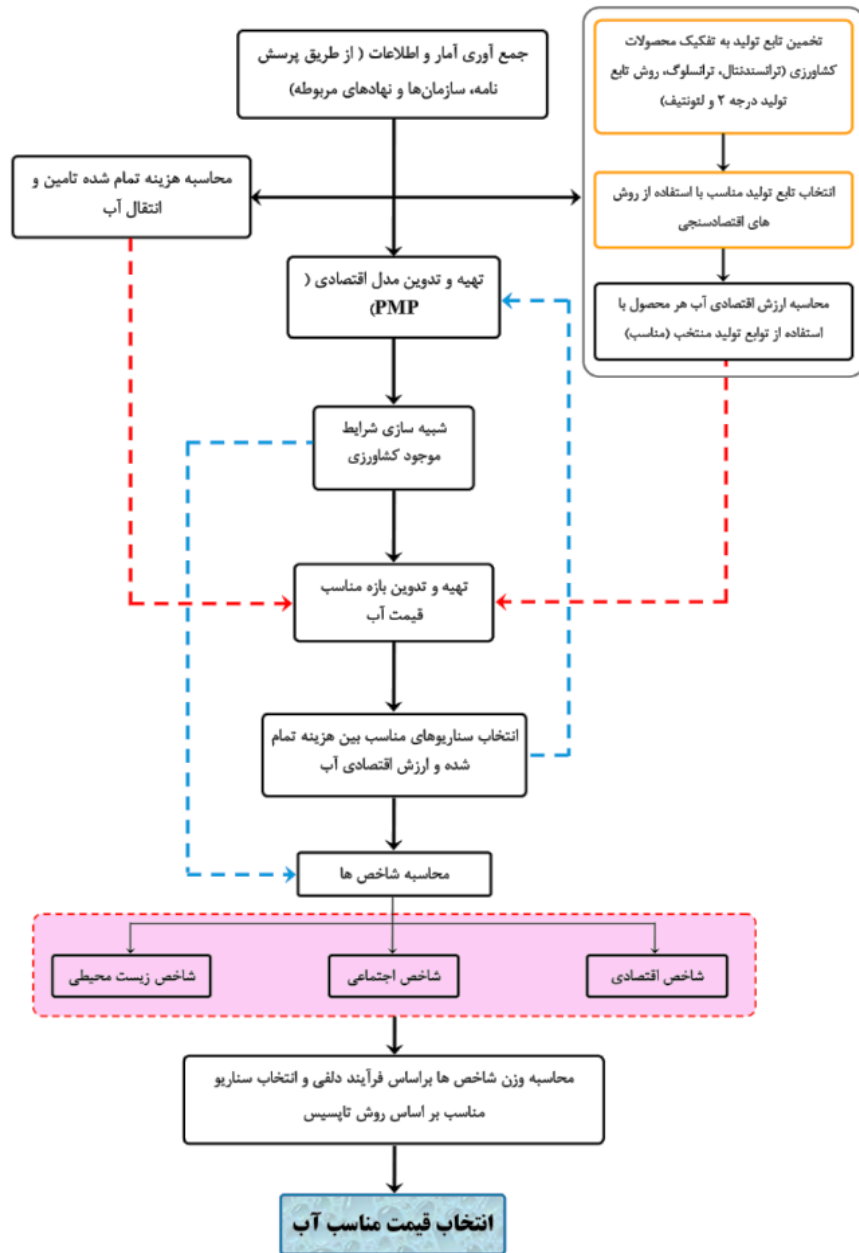 جمع آوری آمار و اطلاعات ( از طریق پرسش
نامه، سازمان‌ها و نهادهای مربوطه)
تخمین تابع تولید به تفکیک محصولات
کشاورزی (ترانسندنتال، ترانسلوگ، روش تابع
تولید درجه ۲ و لئونتیف)
انتخاب تابع تولید مناسب با استفاده از روش
های اقتصادسنجی
محاسبه ارزش اقتصادی آب هر محصول با
استفاده از توابع تولید منتخب (مناسب)
محاسبه هزینه تمام شده تامین و
انتقال آب
تهیه و تدوین مدل اقتصادی (
PMP)
شبیه سازی شرایط
موجود کشاورزی
تهیه و تدوین بازه مناسب
قیمت آب
انتخاب سناریوهای مناسب بین هزینه تمام
شده و ارزش اقتصادی آب
محاسبه شاخص ها
شاخص اقتصادی
شاخص اجتماعی
شاخص زیست محیطی
محاسبه وزن شاخص ها براساس فرآیند دلفی و انتخاب سناریو
مناسب بر اساس روش تاپسیس
انتخاب قیمت مناسب آب